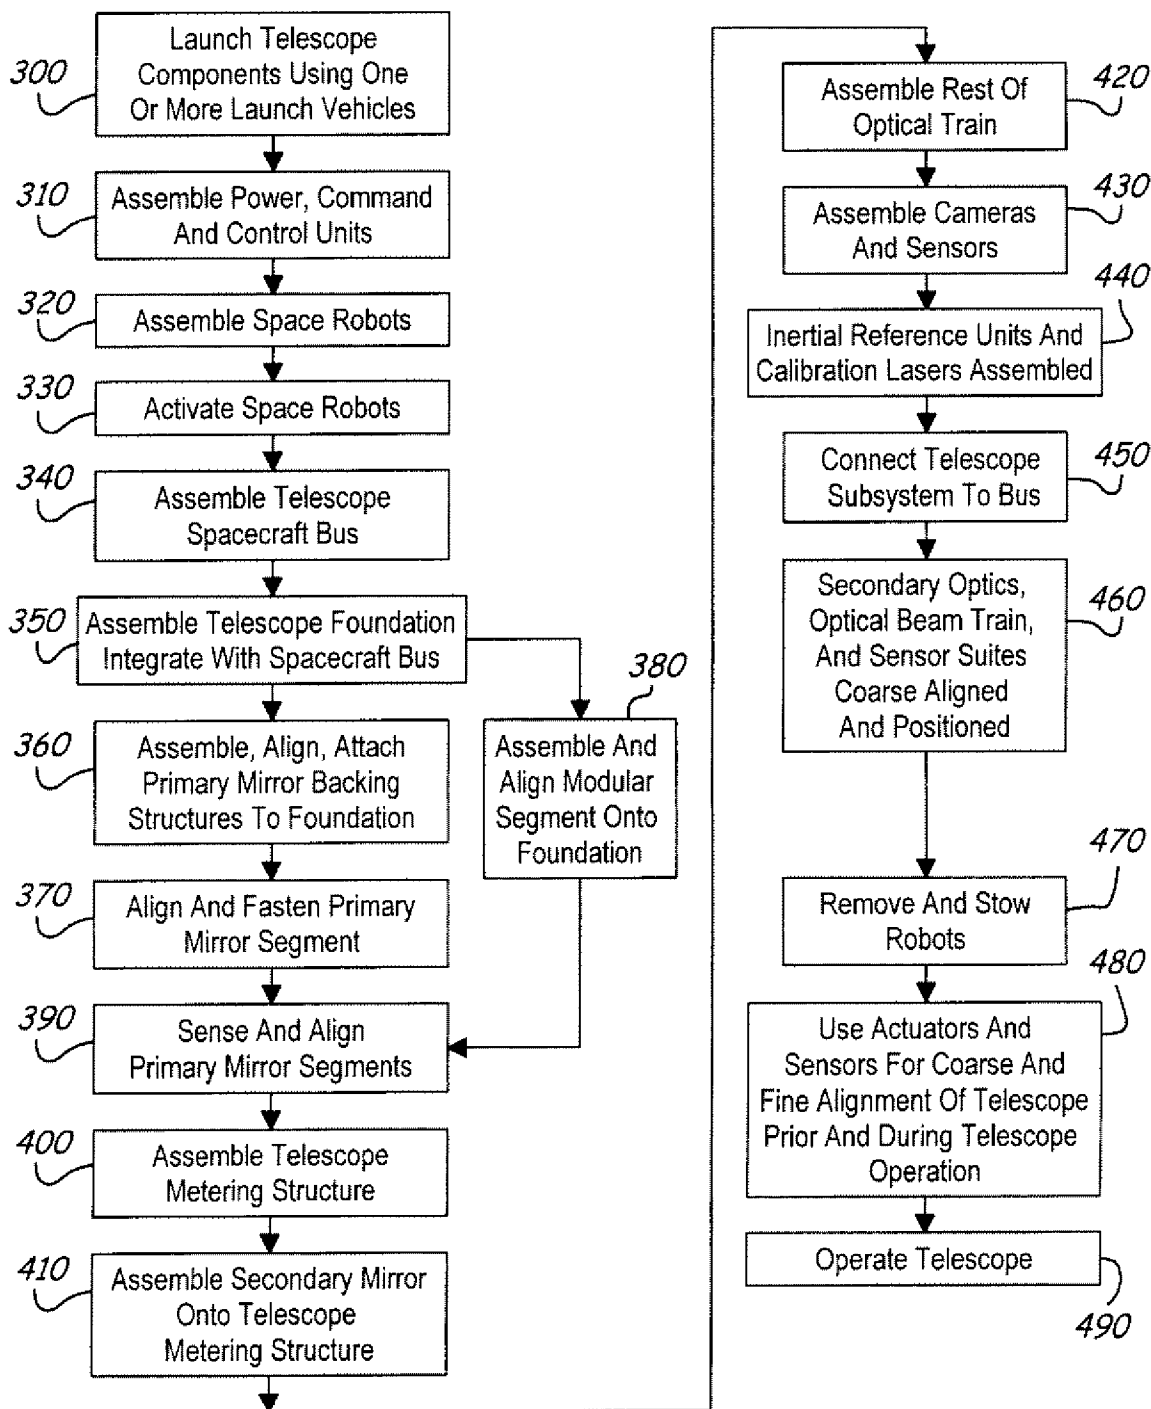 300
Launch Telescope
Components Using One
Or More Launch Vehicles
310
Assemble Power, Command
And Control Units
320
Assemble Space Robots
330
Activate Space Robots
340
Assemble Telescope
Spacecraft Bus
350
Assemble Telescope Foundation
Integrate With Spacecraft Bus
360
Assemble, Align, Attach
Primary Mirror Backing
Structures To Foundation
370
Align And Fasten Primary
Mirror Segment
380
Assemble And
Align Modular
Segment Onto
Foundation
390
Sense And Align
Primary Mirror Segments
400
Assemble Telescope
Metering Structure
410
Assemble Secondary Mirror
Onto Telescope
Metering Structure
420
Assemble Rest Of
Optical Train
430
Assemble Cameras
And Sensors
440
Inertial Reference Units And
Calibration Lasers Assembled
450
Connect Telescope
Subsystem To Bus
460
Secondary Optics,
Optical Beam Train,
And Sensor Suites
Coarse Aligned
And Positioned
470
Remove And Stow
Robots
480
Use Actuators And
Sensors For Coarse And
Fine Alignment Of Telescope
Prior And During Telescope
Operation
Operate Telescope
490